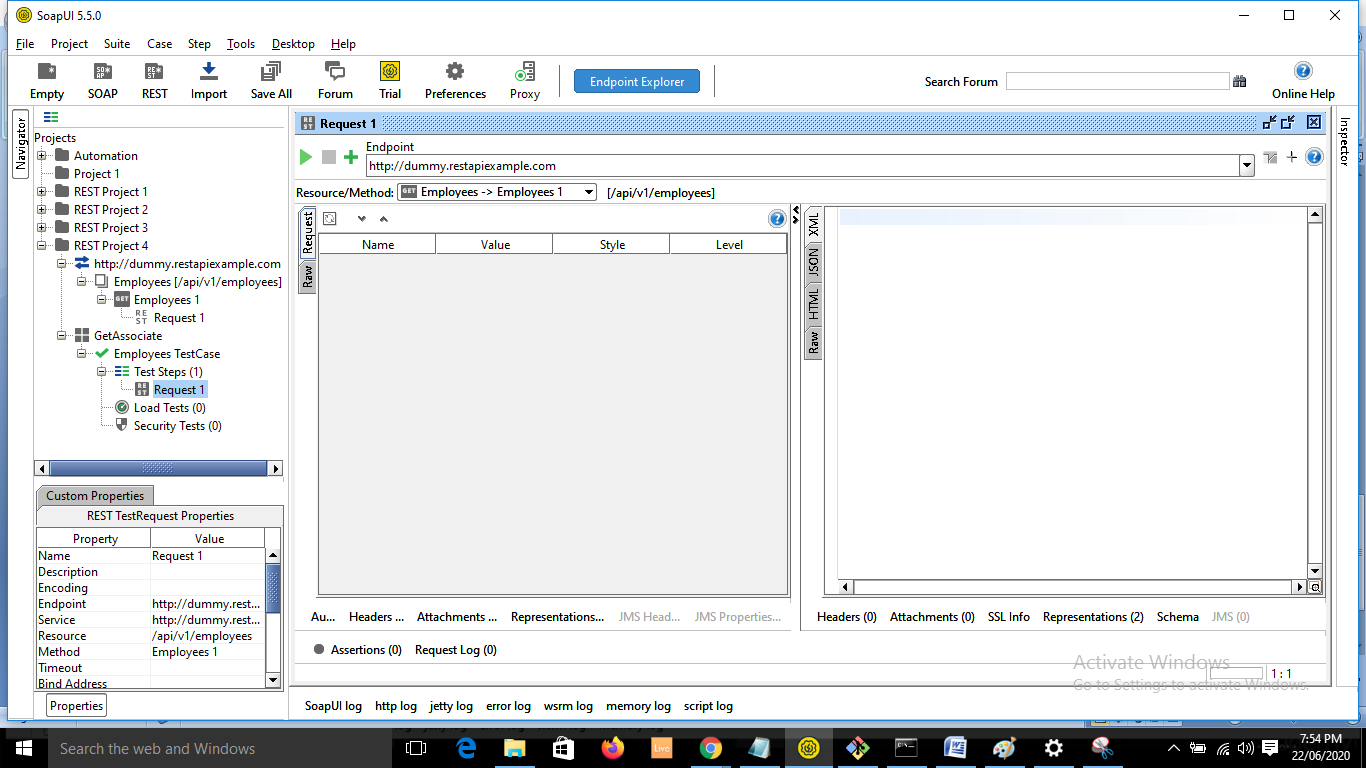 SoapUI 5.5.0
File Project Suite Case Step Tools Desktop Help
Empty SOAP REST Import Save All Forum Trial Preferences Proxy Endpoint Explorer Search Forum Online Help
Navigator
Projects
Automation
Project 1
REST Project 1
REST Project 2
REST Project 3
REST Project 4
http://dummy.restapiexample.com
Employees [/api/v1/employees]
GET Employees 1
REST Request 1
GetAssociate
Employees TestCase
Test Steps (1)
REST Request 1
Load Tests (0)
Security Tests (0)
Custom Properties
REST TestRequest Properties
Property Value
Name Request 1
Description
Encoding
Endpoint http://dummy.rest...
Service http://dummy.rest...
Resource /api/v1/employees
Method Employees 1
Timeout
Bind Address
Properties
REST Request 1
Endpoint
http://dummy.restapiexample.com
Resource/Method: GET Employees -> Employees 1 [/api/v1/employees]
Request
Raw
Name Value Style Level
XML
JSON
HTML
Raw
Inspector
Au... Headers ... Attachments ... Representations... JMS Head... JMS Properties...
Headers (0) Attachments (0) SSL Info Representations (2) Schema JMS (0)
Assertions (0) Request Log (0)
Activate Windows
Go to Settings to activate Windows.
1 : 1
SoapUI log http log jetty log error log wsrm log memory log script log
Search the web and Windows
Live
7:54 PM
22/06/2020